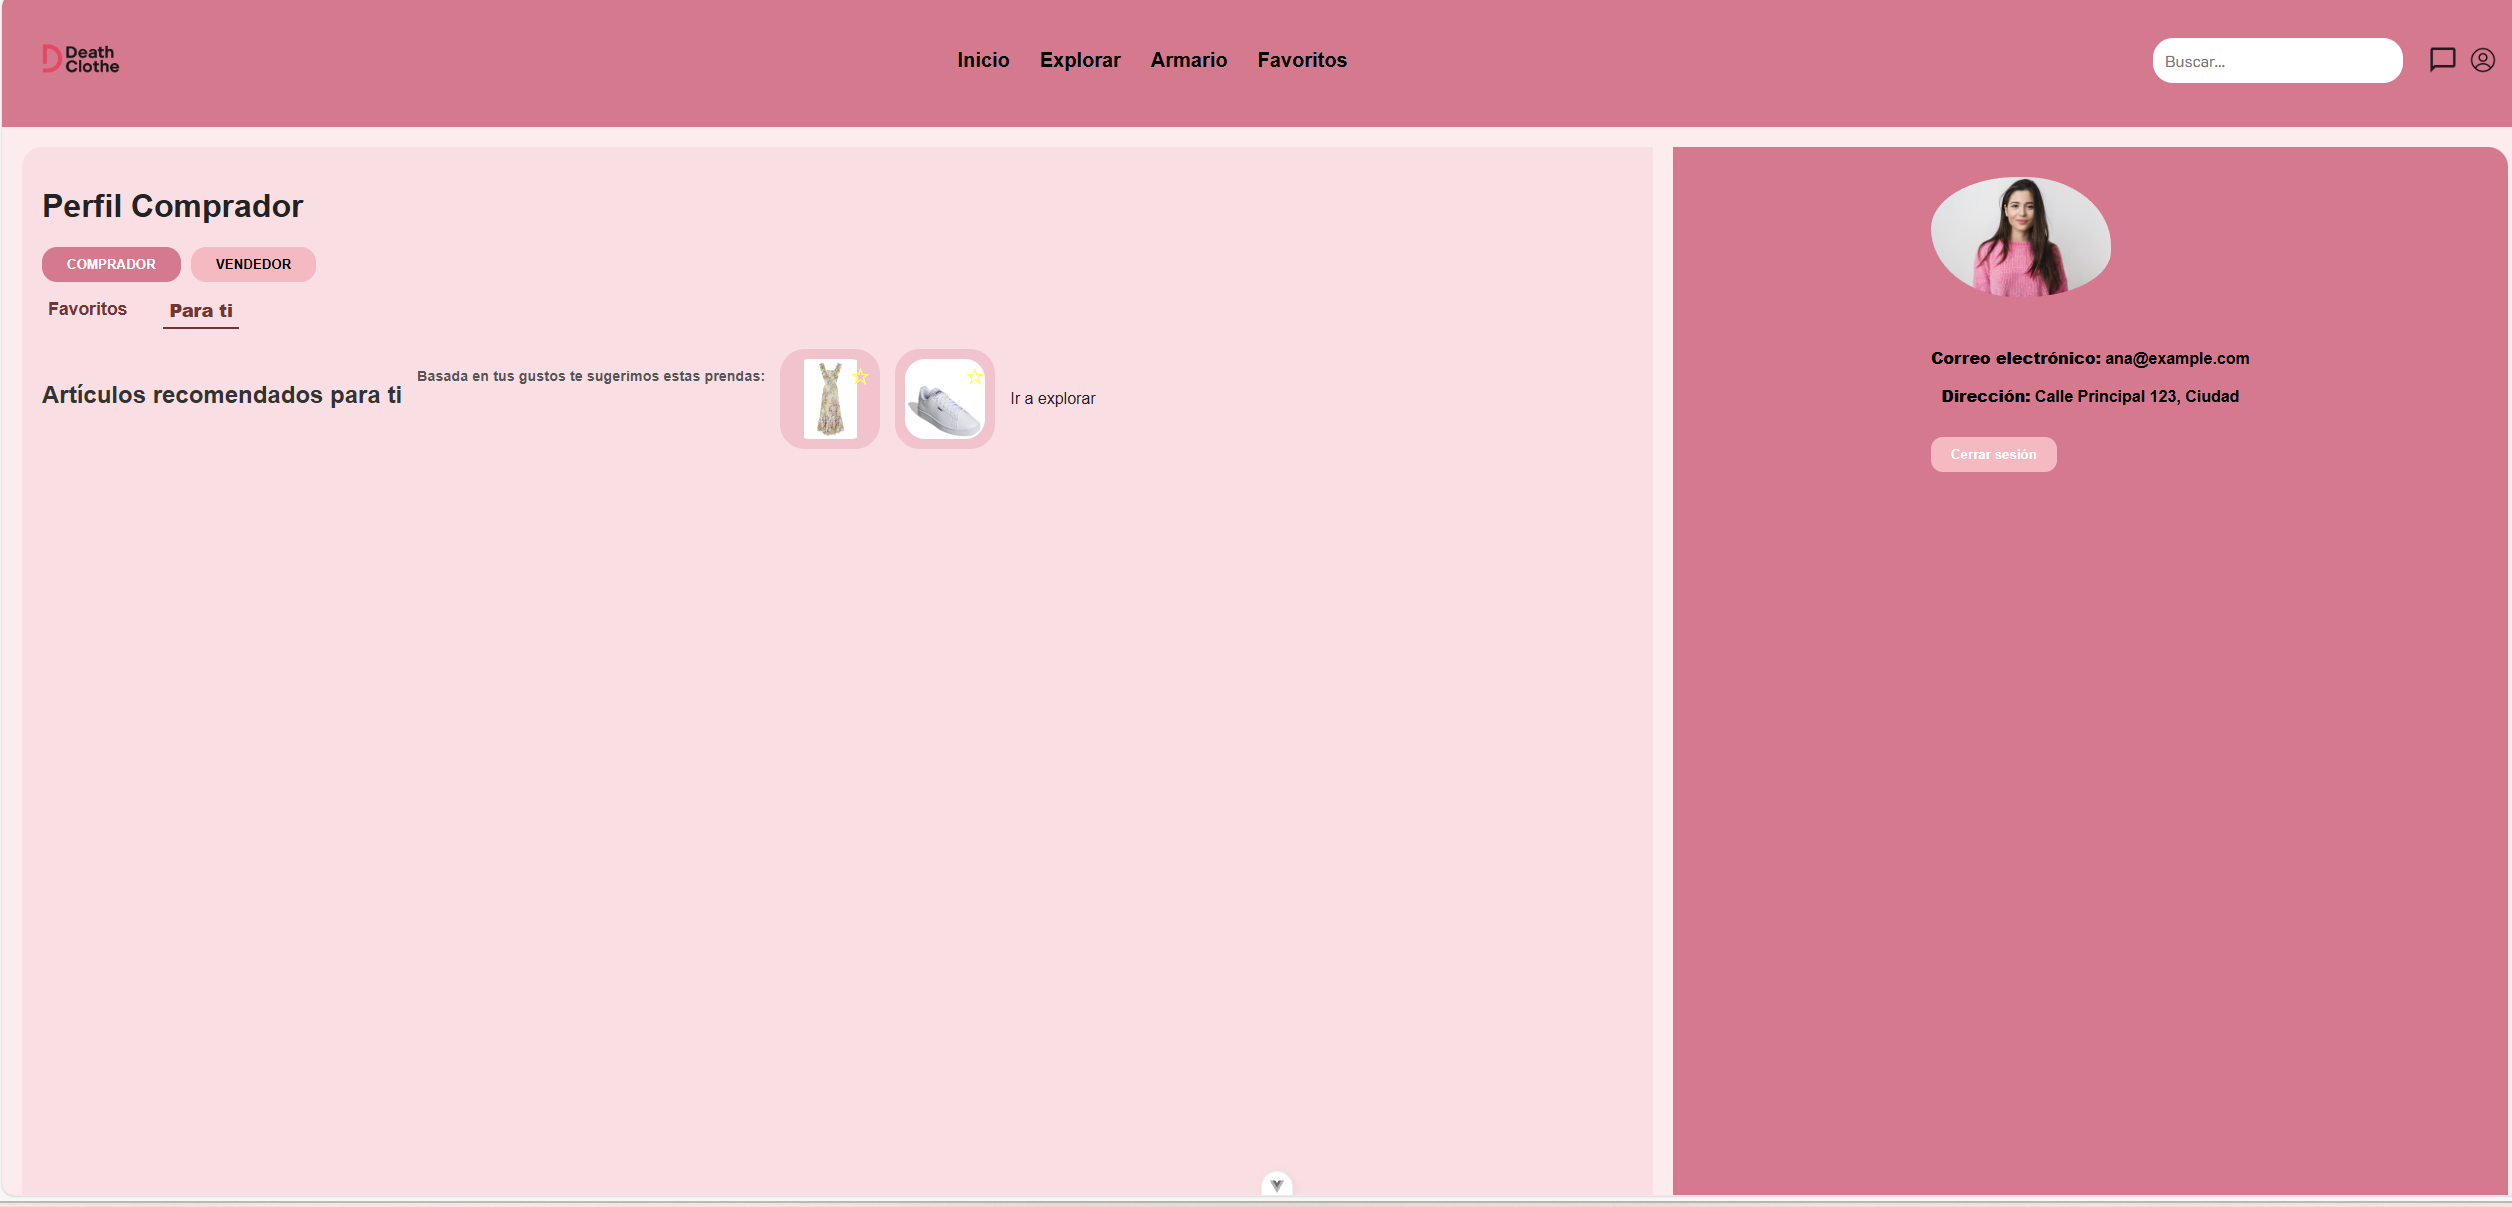 Death
Clothe
Inicio Explorar Armario Favoritos
Buscar...
Perfil Comprador
COMPRADOR VENDEDOR
Favoritos Para ti
Artículos recomendados para ti
Basada en tus gustos te sugerimos estas prendas:
Ir a explorar
Correo electrónico: ana@example.com
Dirección: Calle Principal 123, Ciudad
Cerrar sesión